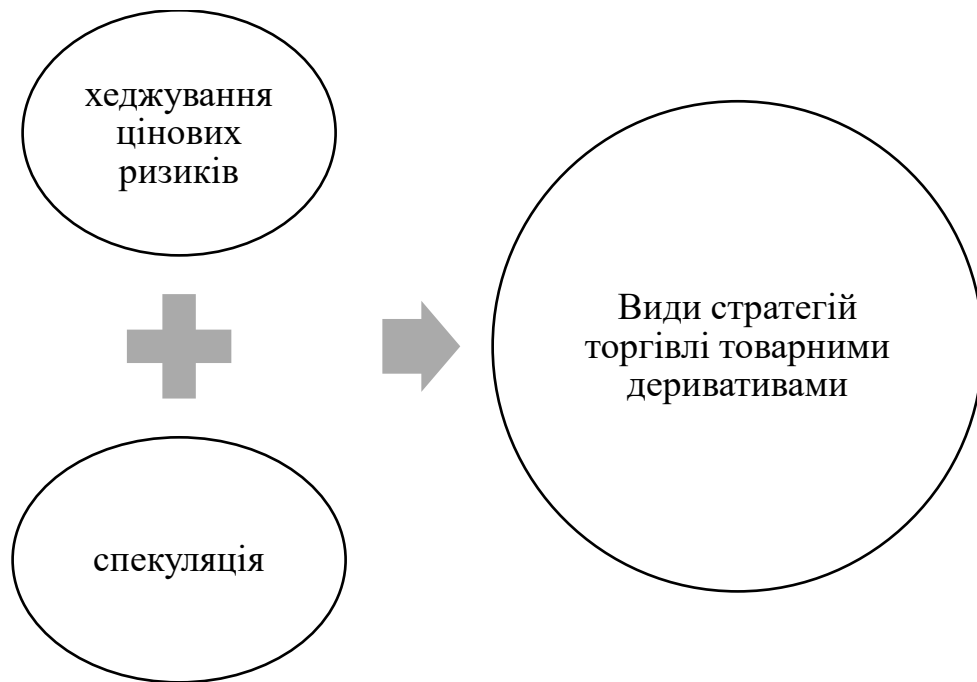 хеджування
цінових
ризиків
спекуляція
Види стратегій
торгівлі товарними
деривативами